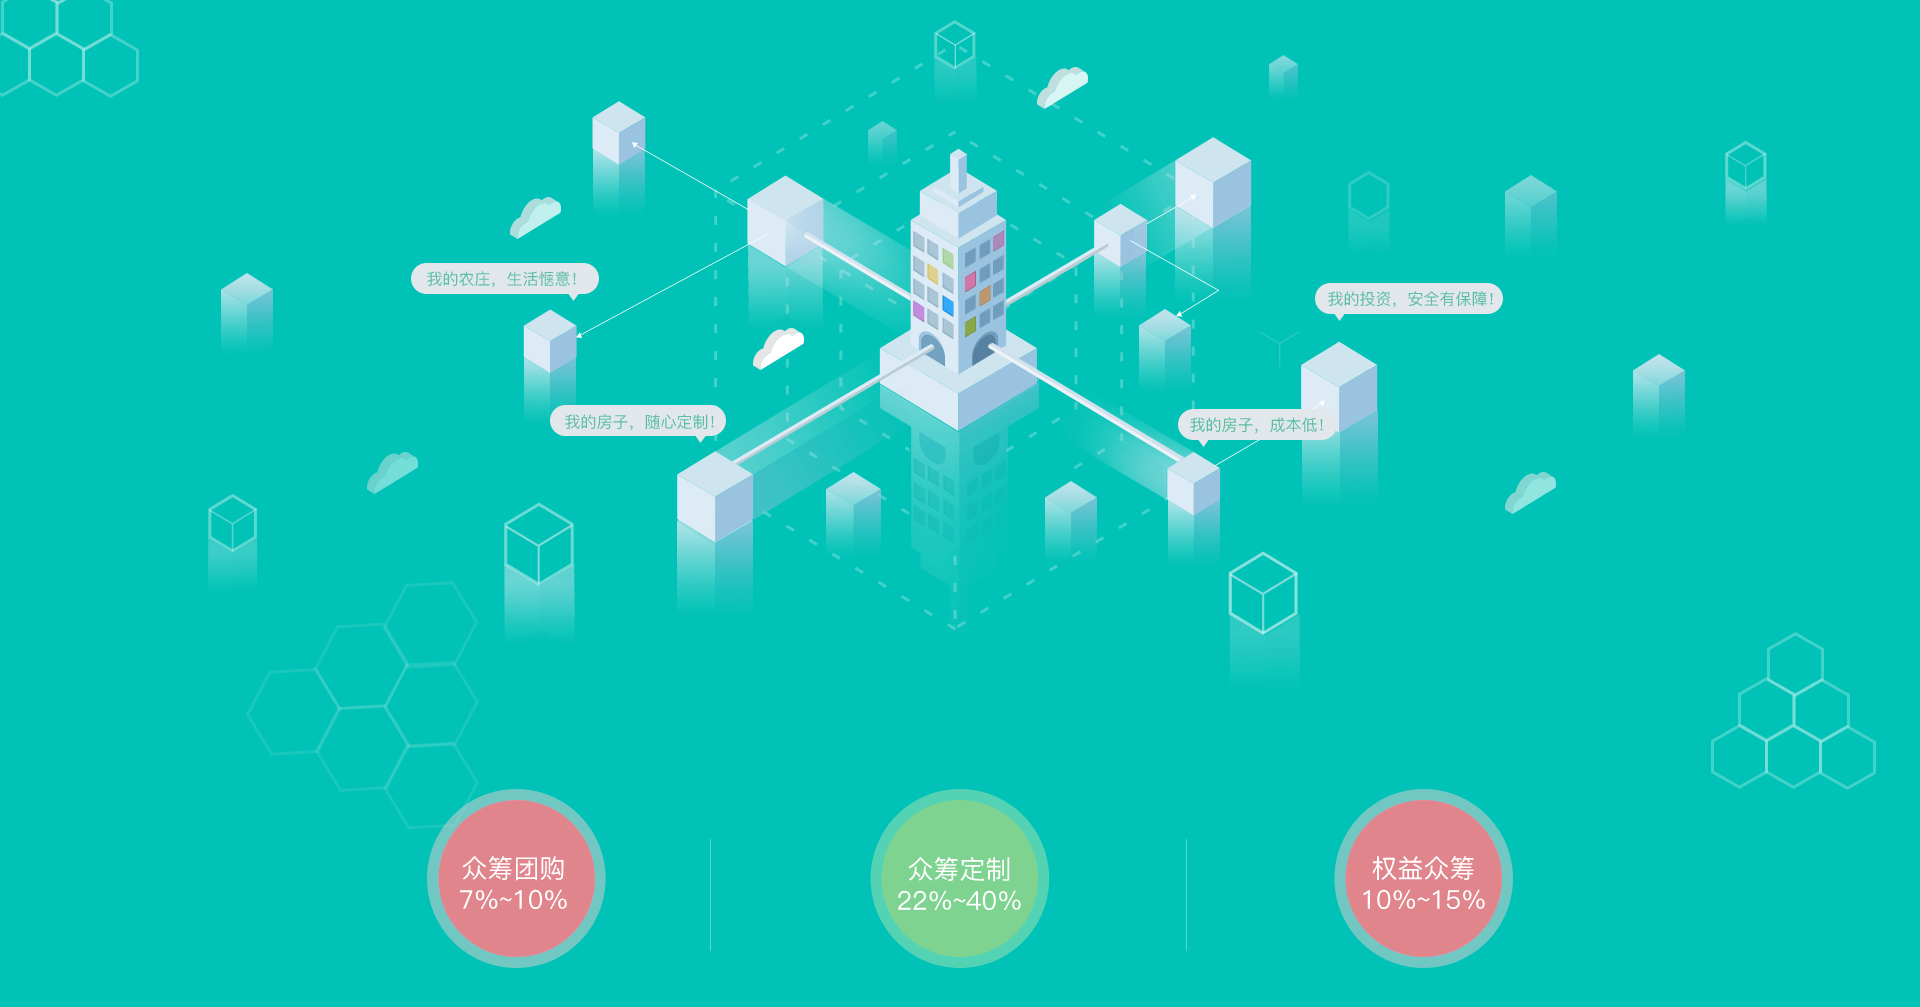 我的农庄，生活惬意！
我的投资，安全有保障！
我的房子，随心定制！
我的房子，成本低！
众筹团购
7%~10%
众筹定制
22%~40%
权益众筹
10%~15%